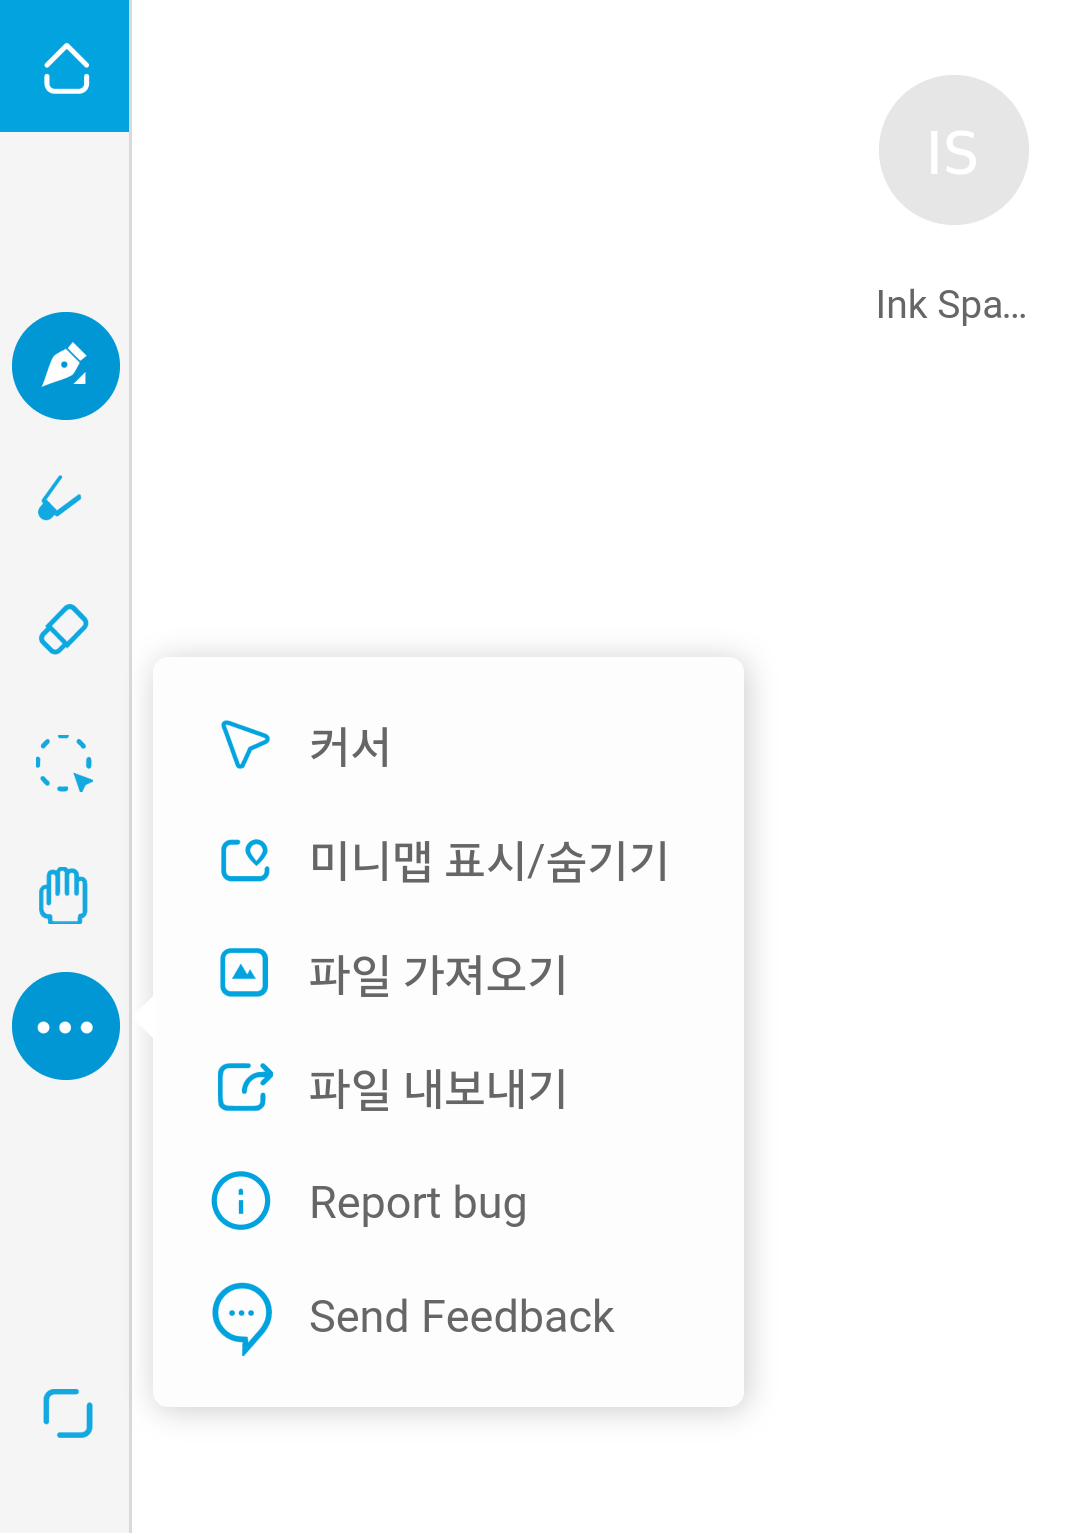 IS
Ink Spa...
커서
미니맵 표시/숨기기
파일 가져오기
파일 내보내기
Report bug
Send Feedback